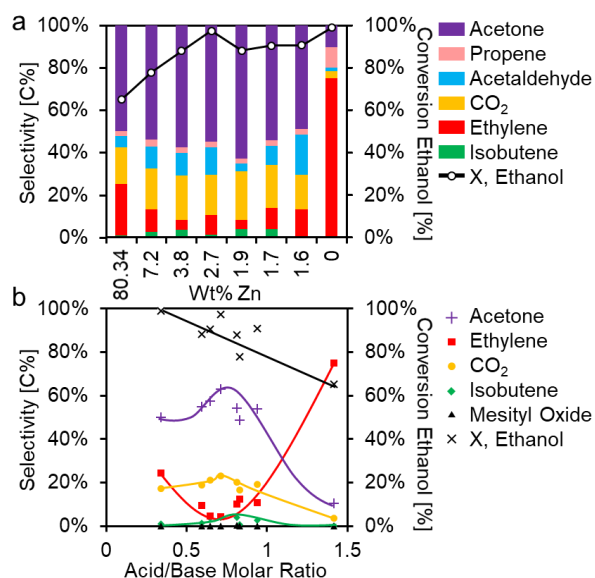 a
100%
80%
60%
40%
20%
0%
Selectivity [C%]
80.34
7.2
3.8
2.7
1.9
1.7
1.6
0
Wt% Zn
100%
80%
60%
40%
20%
0%
Conversion Ethanol [%]
Acetone
Propene
Acetaldehyde
CO2
Ethylene
Isobutene
X, Ethanol
b
100%
80%
60%
40%
20%
0%
Selectivity [C%]
0
0.5
1
1.5
Acid/Base Molar Ratio
100%
80%
60%
40%
20%
0%
Conversion Ethanol [%]
Acetone
Ethylene
CO2
Isobutene
Mesityl Oxide
X, Ethanol